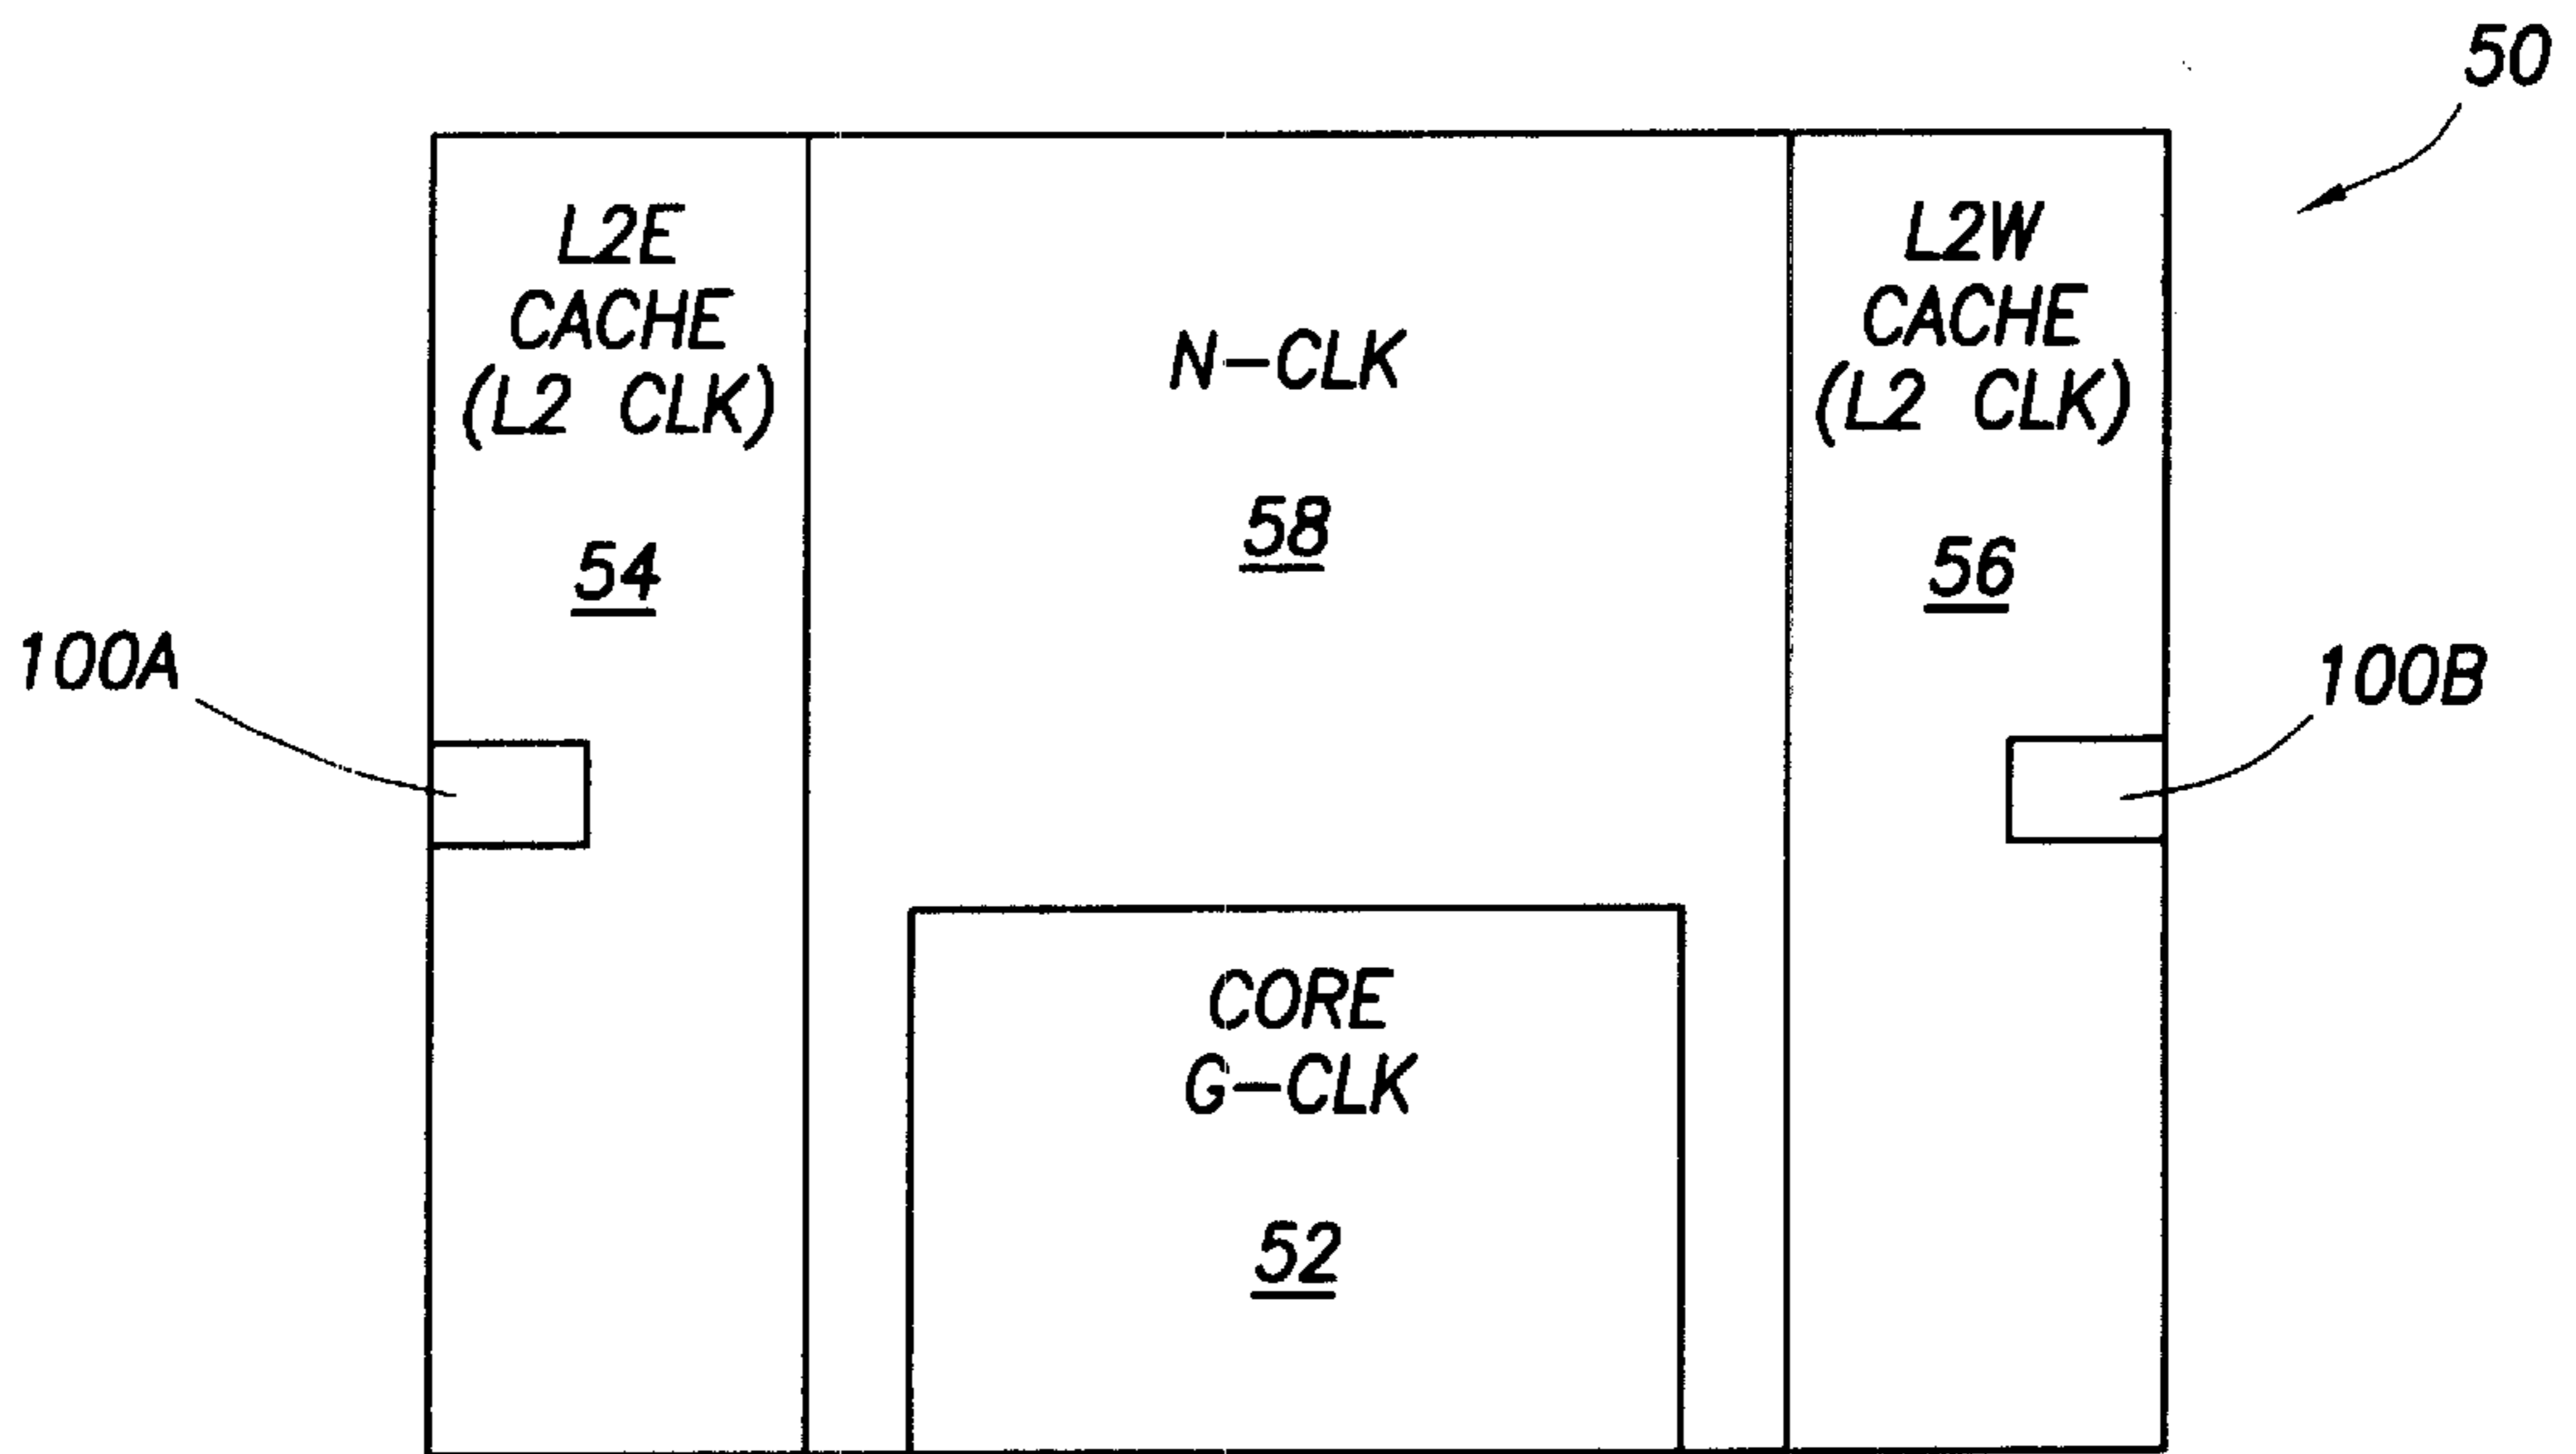 50
L2E
CACHE
(L2 CLK)
54
N-CLK
58
L2W
CACHE
(L2 CLK)
56
100A
100B
CORE
G-CLK
52